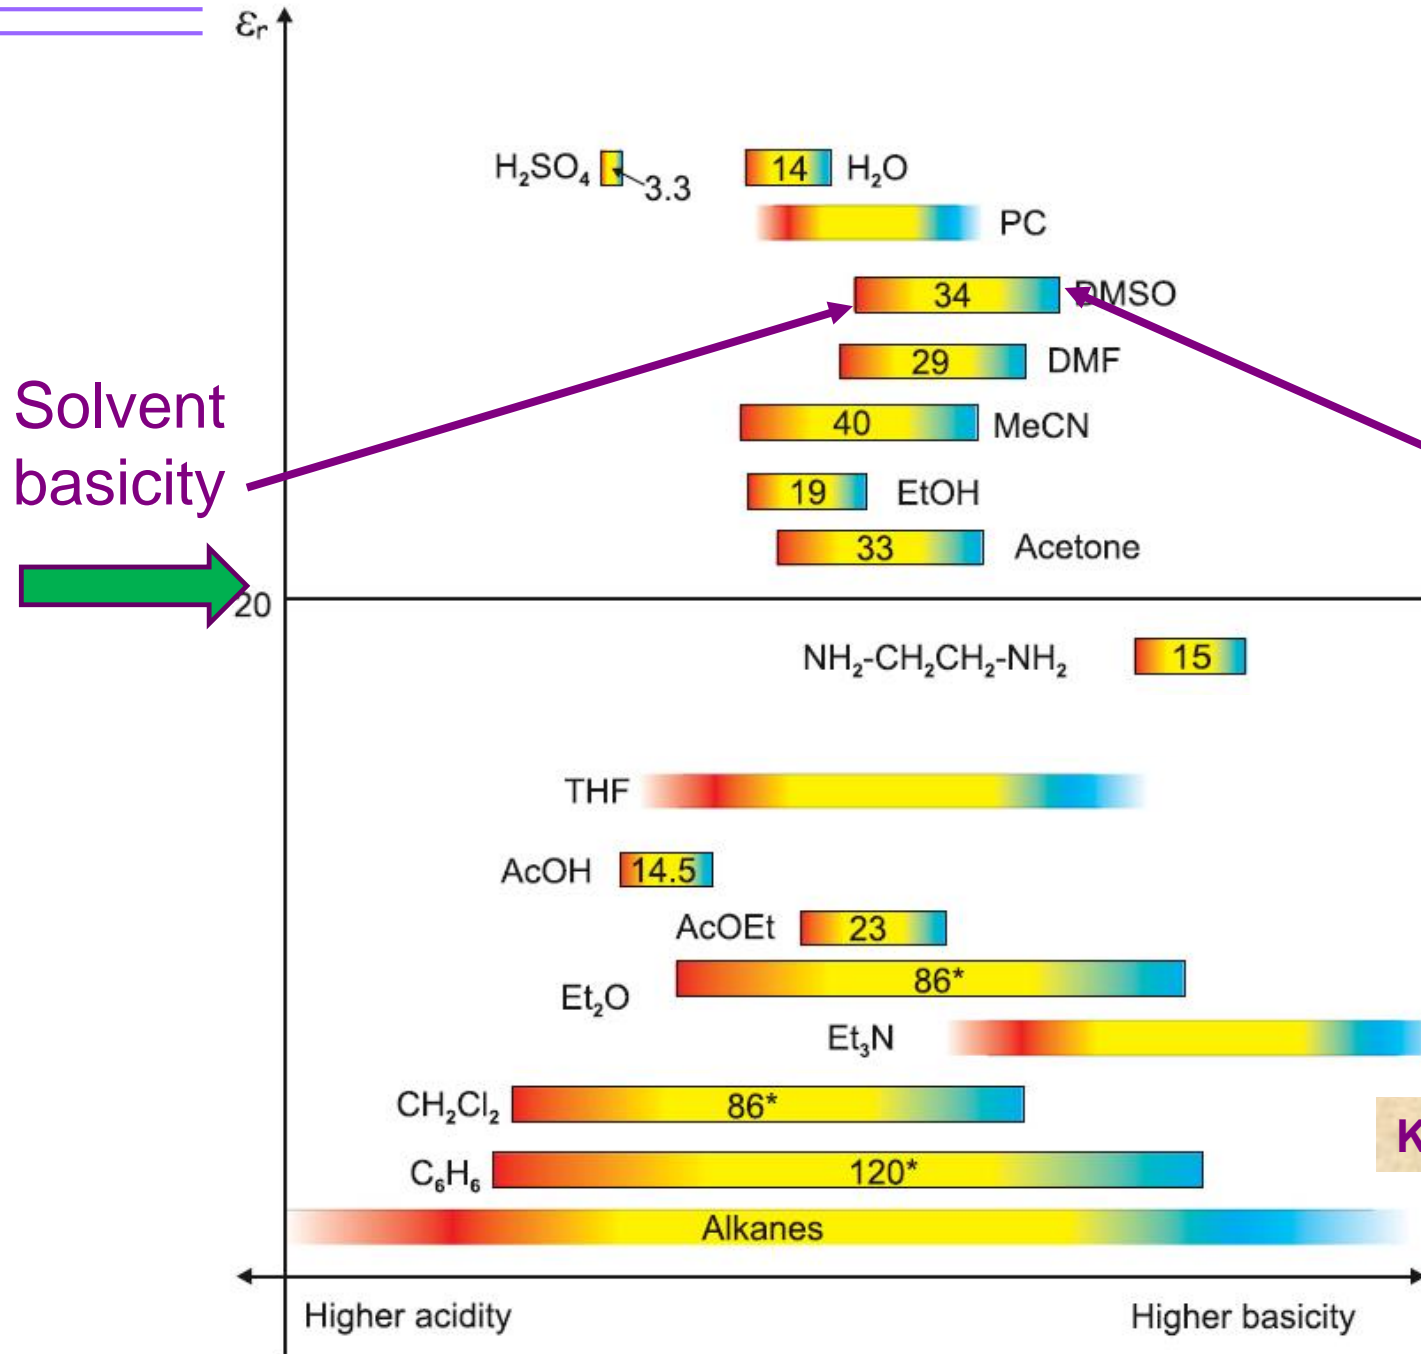 εr
H₂SO₄ 3.3 14 H₂O
PC
34 DMSO
29 DMF
Solvent
basicity
40 MeCN
19 EtOH
33 Acetone
20
NH₂-CH₂CH₂-NH₂ 15
THF
AcOH 14.5
AcOEt 23
Et₂O 86*
Et₃N
CH₂Cl₂ 86*
K
C₆H₆ 120*
Alkanes
Higher acidity Higher basicity